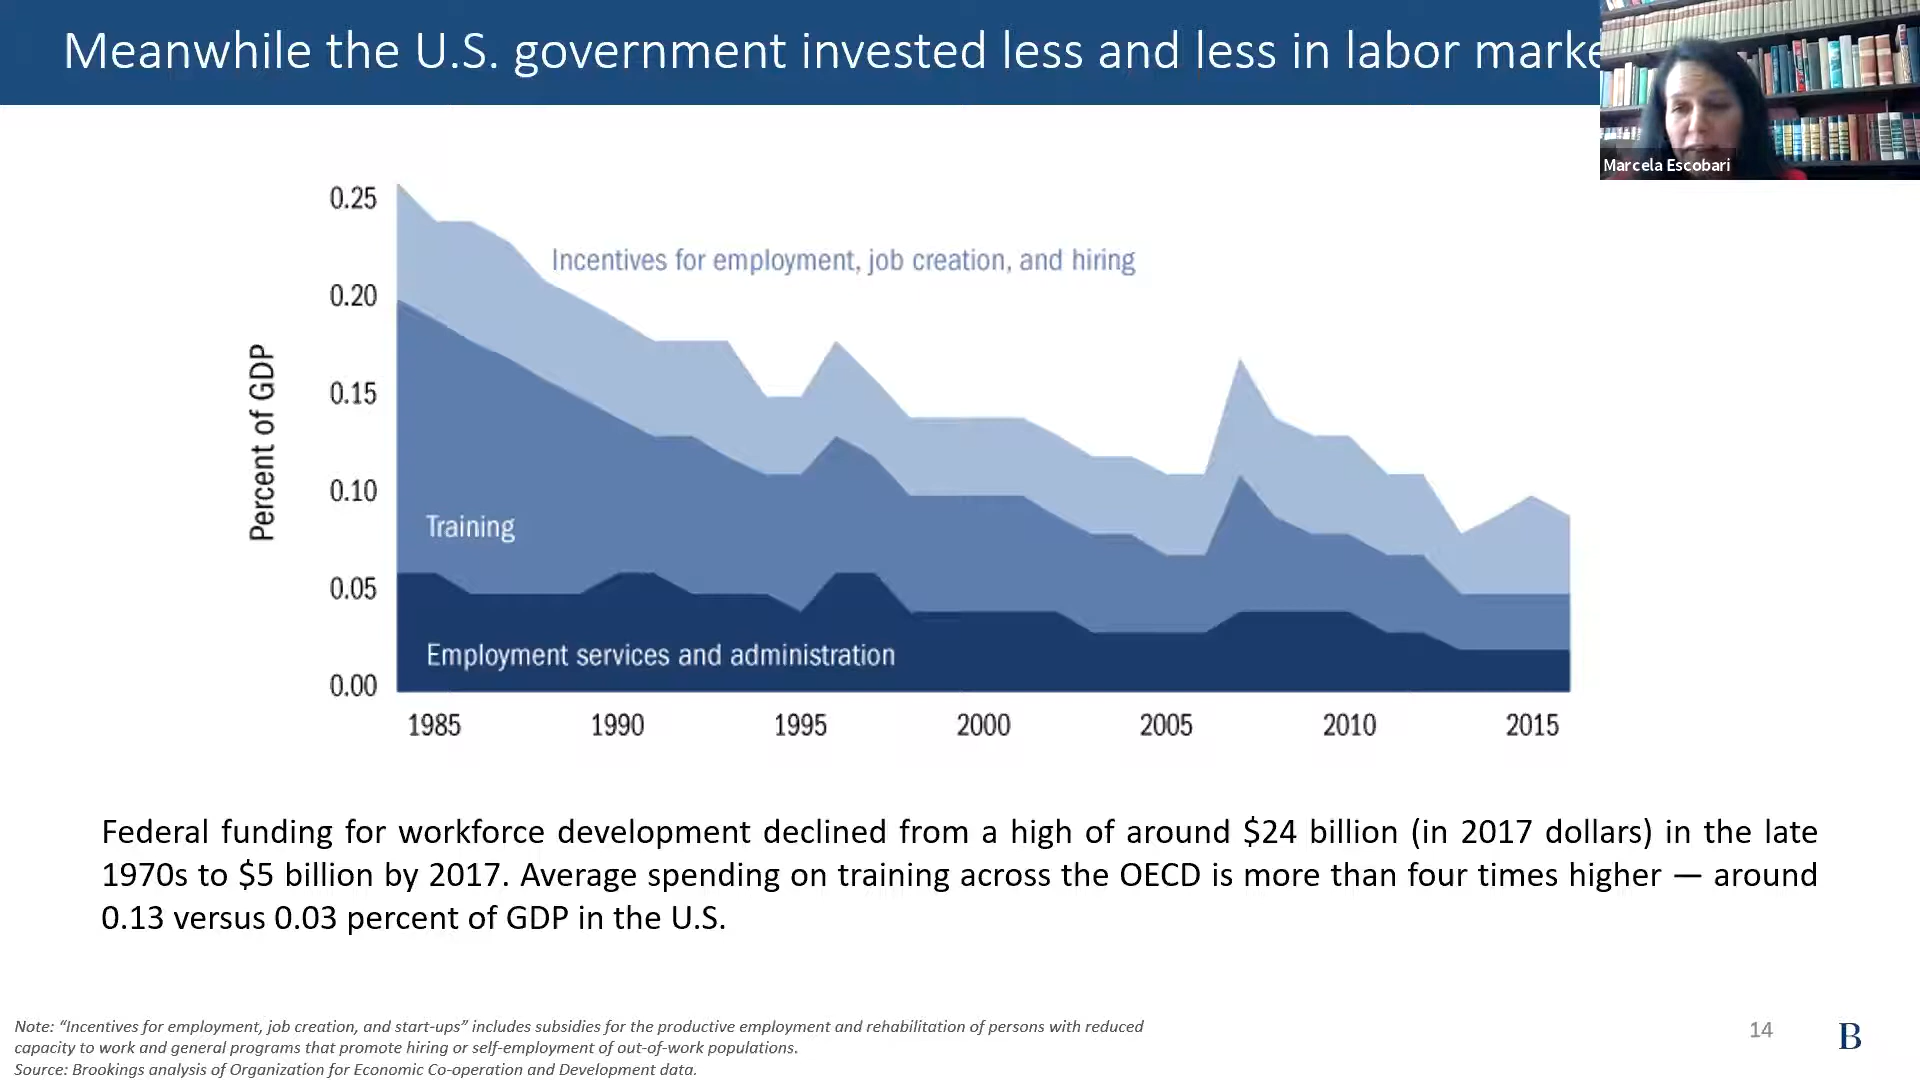 Meanwhile the U.S. government invested less and less in labor marke
Marcela Escobari
0.25
Incentives for employment, job creation, and hiring
0.20
0.15
Percent of GDP
0.10
Training
0.05
Employment services and administration
0.00
1985 1990 1995 2000 2005 2010 2015
Federal funding for workforce development declined from a high of around $24 billion (in 2017 dollars) in the late
1970s to $5 billion by 2017. Average spending on training across the OECD is more than four times higher — around
0.13 versus 0.03 percent of GDP in the U.S.
Note: “Incentives for employment, job creation, and start-ups” includes subsidies for the productive employment and rehabilitation of persons with reduced
capacity to work and general programs that promote hiring or self-employment of out-of-work populations.
Source: Brookings analysis of Organization for Economic Co-operation and Development data.
14
B